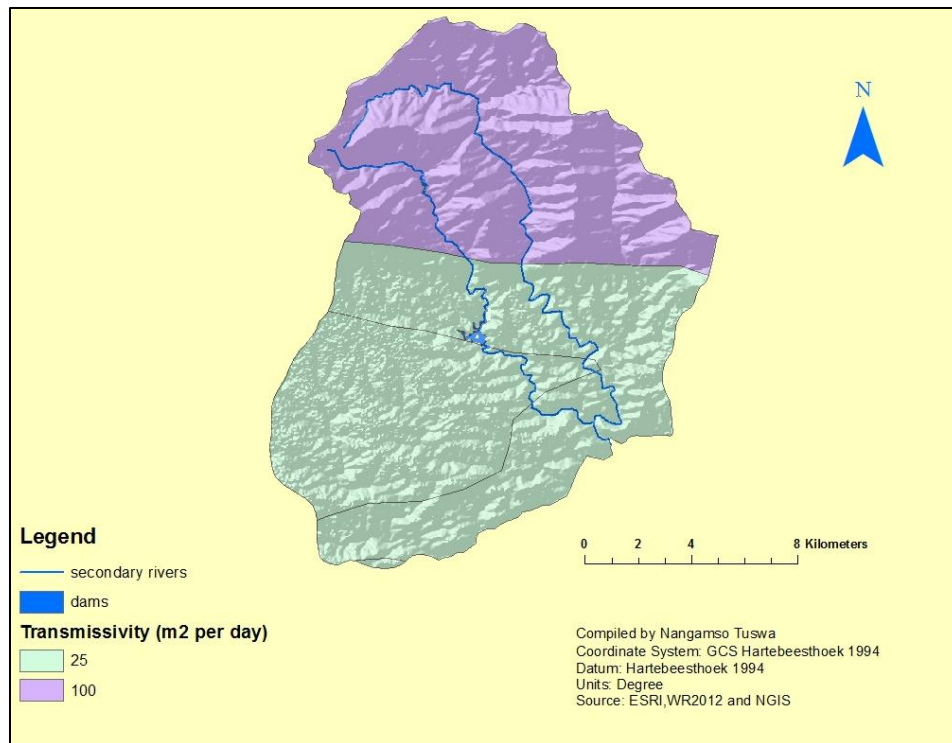 N
Legend
secondary rivers
dams
Transmissivity (m2 per day)
25
100
0 2 4 8 Kilometers
Compiled by Nangamso Tuswa
Coordinate System: GCS Hartebeesthoek 1994
Datum: Hartebeesthoek 1994
Units: Degree
Source: ESRI,WR2012 and NGIS